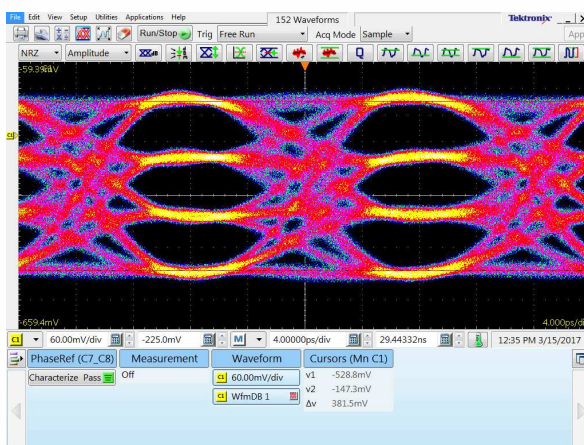 File Edit View Setup Utilities Applications Help 152 Waveforms Tektronix
Run/Stop Trig Free Run Acq Mode Sample App
NRZ Amplitude Q
C1
-659.4mV 4.000ps/di
C1 60.00mV/div -225.0mV M 4.00000ps/div 29.44332ns 12:35 PM 3/15/2017
PhaseRef (C7_C8) Measurement Waveform Cursors (Mn C1)
Characterize Pass Off C1 60.00mV/div v1 -528.8mV
C1 WfmDB 1 v2 -147.3mV
Δv 381.5mV